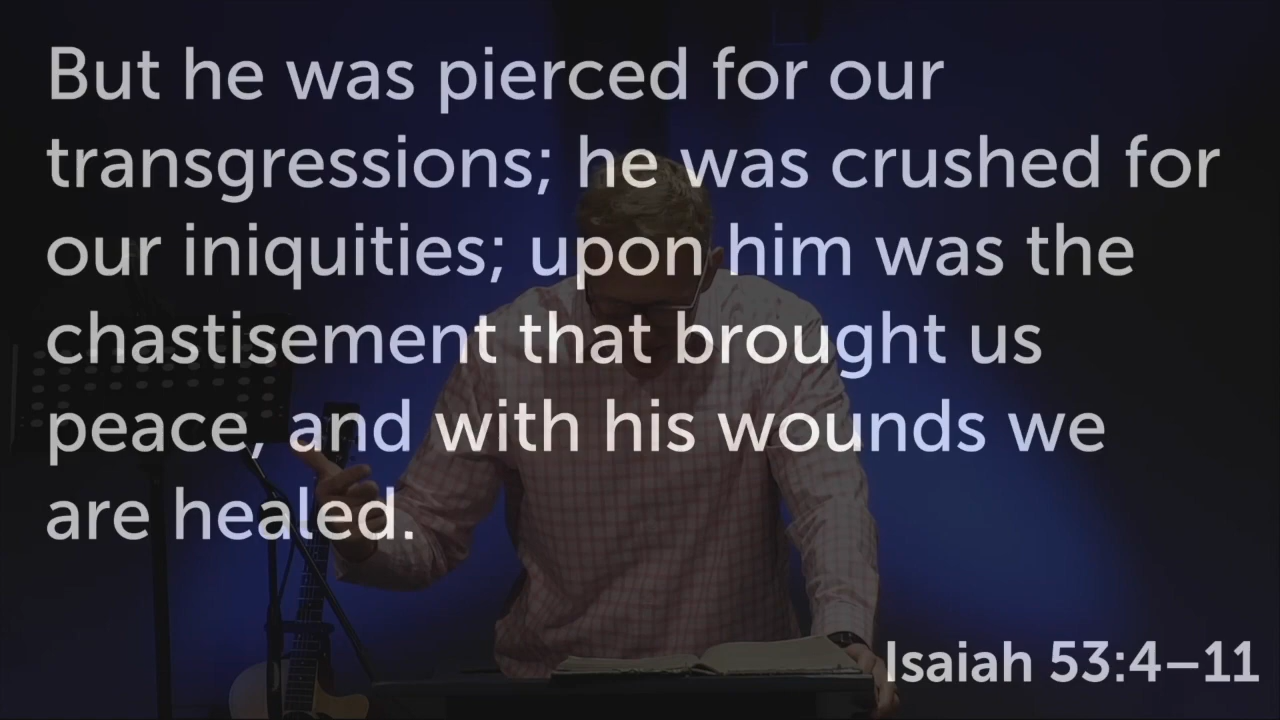 But he was pierced for our
transgressions; he was crushed for
our iniquities; upon him was the
chastisement that brought us
peace, and with his wounds we
are healed.
Isaiah 53:4–11